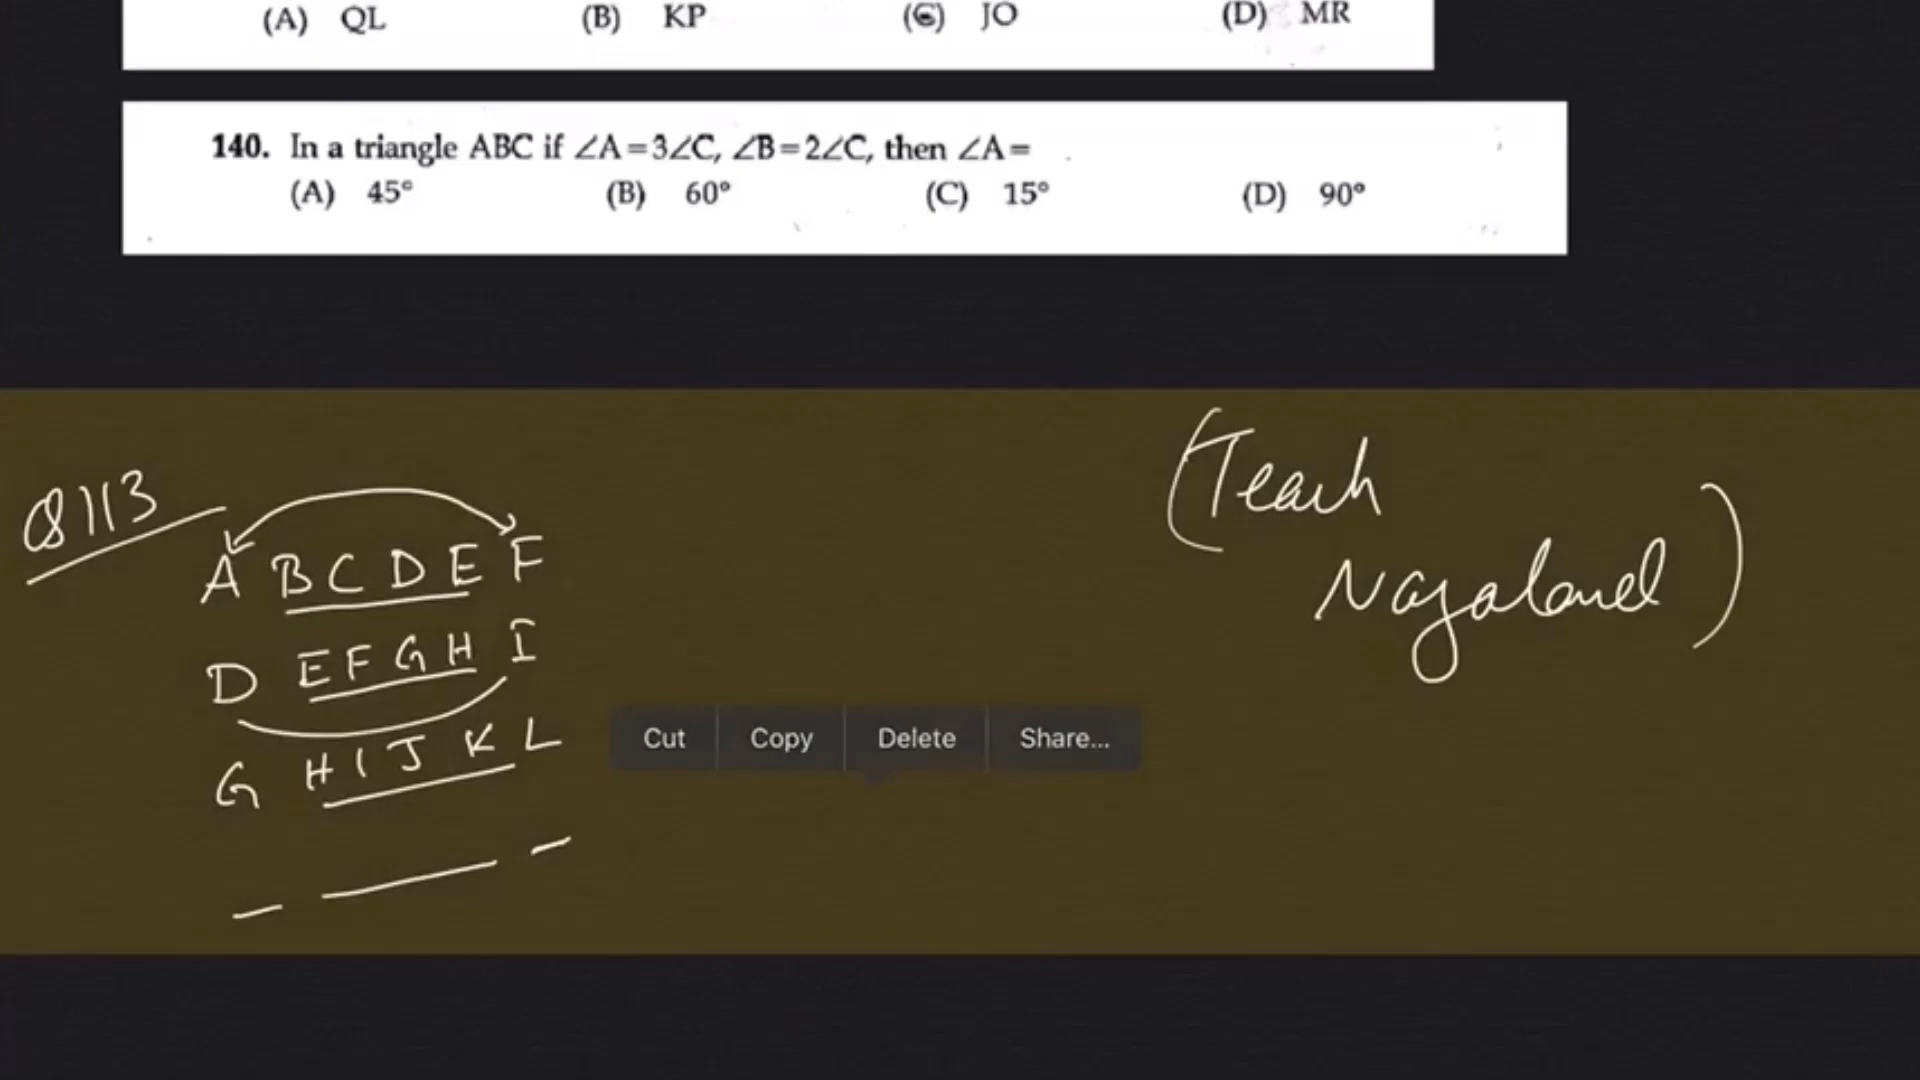 (A) QL (B) KP (C) JO (D) MR
140. In a triangle ABC if ∠A=3∠C, ∠B=2∠C, then ∠A=
(A) 45° (B) 60° (C) 15° (D) 90°
Q113
(Teach
Nagaland)
A B C D E F
D E F G H I
G H I J K L
Cut Copy Delete Share...